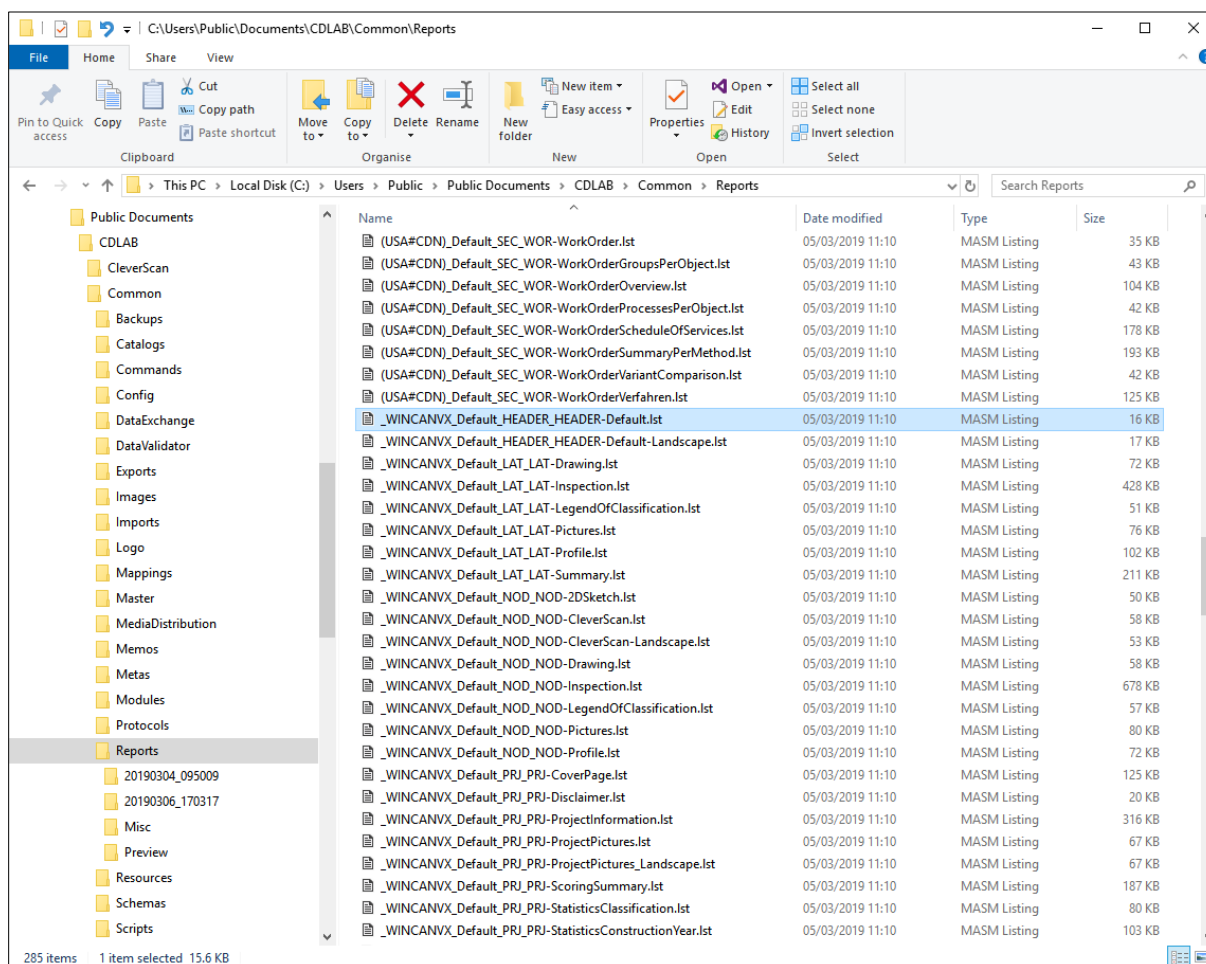 C:\Users\Public\Documents\CDLAB\Common\Reports
File Home Share View
Pin to Quick access
Copy
Paste
Cut
Copy path
Paste shortcut
Clipboard
Move to
Copy to
Delete
Rename
Organise
New folder
New item
Easy access
New
Properties
Open
Edit
History
Open
Select all
Select none
Invert selection
Select
This PC > Local Disk (C:) > Users > Public > Public Documents > CDLAB > Common > Reports
Search Reports
Public Documents
CDLAB
CleverScan
Common
Backups
Catalogs
Commands
Config
DataExchange
DataValidator
Exports
Images
Imports
Logo
Mappings
Master
MediaDistribution
Memos
Metas
Modules
Protocols
Reports
20190304_095009
20190306_170317
Misc
Preview
Resources
Schemas
Scripts
Name Date modified Type Size
(USA#CDN)_Default_SEC_WOR-WorkOrder.lst 05/03/2019 11:10 MASM Listing 35 KB
(USA#CDN)_Default_SEC_WOR-WorkOrderGroupsPerObject.lst 05/03/2019 11:10 MASM Listing 43 KB
(USA#CDN)_Default_SEC_WOR-WorkOrderOverview.lst 05/03/2019 11:10 MASM Listing 104 KB
(USA#CDN)_Default_SEC_WOR-WorkOrderProcessesPerObject.lst 05/03/2019 11:10 MASM Listing 42 KB
(USA#CDN)_Default_SEC_WOR-WorkOrderScheduleOfServices.lst 05/03/2019 11:10 MASM Listing 178 KB
(USA#CDN)_Default_SEC_WOR-WorkOrderSummaryPerMethod.lst 05/03/2019 11:10 MASM Listing 193 KB
(USA#CDN)_Default_SEC_WOR-WorkOrderVariantComparison.lst 05/03/2019 11:10 MASM Listing 42 KB
(USA#CDN)_Default_SEC_WOR-WorkOrderVerfahren.lst 05/03/2019 11:10 MASM Listing 125 KB
_WINCANVX_Default_HEADER_HEADER-Default.lst 05/03/2019 11:10 MASM Listing 16 KB
_WINCANVX_Default_HEADER_HEADER-Default-Landscape.lst 05/03/2019 11:10 MASM Listing 17 KB
_WINCANVX_Default_LAT_LAT-Drawing.lst 05/03/2019 11:10 MASM Listing 72 KB
_WINCANVX_Default_LAT_LAT-Inspection.lst 05/03/2019 11:10 MASM Listing 428 KB
_WINCANVX_Default_LAT_LAT-LegendOfClassification.lst 05/03/2019 11:10 MASM Listing 51 KB
_WINCANVX_Default_LAT_LAT-Pictures.lst 05/03/2019 11:10 MASM Listing 76 KB
_WINCANVX_Default_LAT_LAT-Profile.lst 05/03/2019 11:10 MASM Listing 102 KB
_WINCANVX_Default_LAT_LAT-Summary.lst 05/03/2019 11:10 MASM Listing 211 KB
_WINCANVX_Default_NOD_NOD-2DSketch.lst 05/03/2019 11:10 MASM Listing 50 KB
_WINCANVX_Default_NOD_NOD-CleverScan.lst 05/03/2019 11:10 MASM Listing 58 KB
_WINCANVX_Default_NOD_NOD-CleverScan-Landscape.lst 05/03/2019 11:10 MASM Listing 53 KB
_WINCANVX_Default_NOD_NOD-Drawing.lst 05/03/2019 11:10 MASM Listing 58 KB
_WINCANVX_Default_NOD_NOD-Inspection.lst 05/03/2019 11:10 MASM Listing 678 KB
_WINCANVX_Default_NOD_NOD-LegendOfClassification.lst 05/03/2019 11:10 MASM Listing 57 KB
_WINCANVX_Default_NOD_NOD-Pictures.lst 05/03/2019 11:10 MASM Listing 80 KB
_WINCANVX_Default_NOD_NOD-Profile.lst 05/03/2019 11:10 MASM Listing 72 KB
_WINCANVX_Default_PRJ_PRJ-CoverPage.lst 05/03/2019 11:10 MASM Listing 125 KB
_WINCANVX_Default_PRJ_PRJ-Disclaimer.lst 05/03/2019 11:10 MASM Listing 20 KB
_WINCANVX_Default_PRJ_PRJ-ProjectInformation.lst 05/03/2019 11:10 MASM Listing 316 KB
_WINCANVX_Default_PRJ_PRJ-ProjectPictures.lst 05/03/2019 11:10 MASM Listing 67 KB
_WINCANVX_Default_PRJ_PRJ-ProjectPictures_Landscape.lst 05/03/2019 11:10 MASM Listing 67 KB
_WINCANVX_Default_PRJ_PRJ-ScoringSummary.lst 05/03/2019 11:10 MASM Listing 187 KB
_WINCANVX_Default_PRJ_PRJ-StatisticsClassification.lst 05/03/2019 11:10 MASM Listing 80 KB
_WINCANVX_Default_PRJ_PRJ-StatisticsConstructionYear.lst 05/03/2019 11:10 MASM Listing 103 KB
285 items 1 item selected 15.6 KB